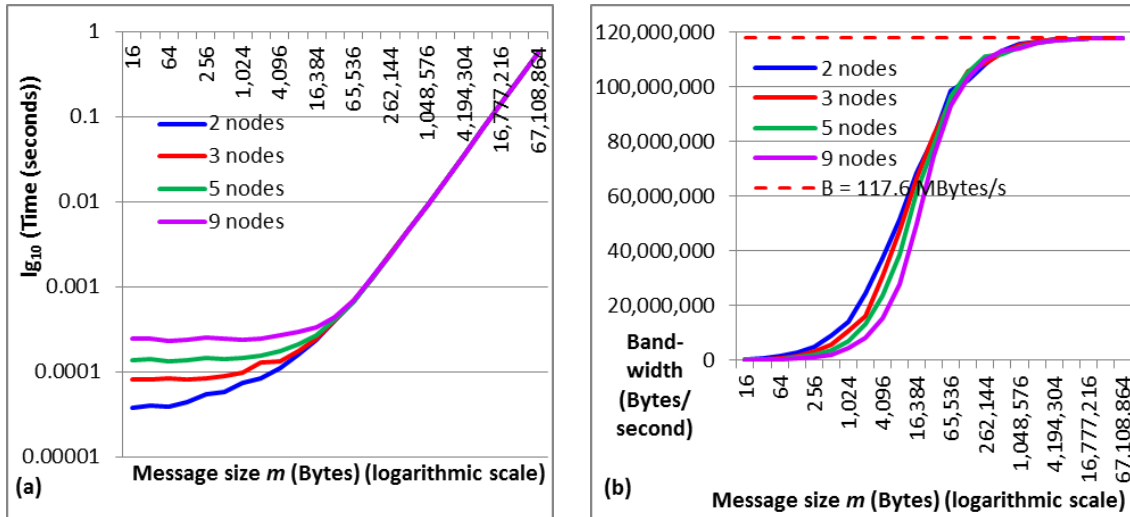 1
0.1
0.01
0.001
0.0001
0.00001
lg10 (Time (seconds))
16
64
256
1,024
4,096
16,384
65,536
262,144
1,048,576
4,194,304
16,777,216
67,108,864
2 nodes
3 nodes
5 nodes
9 nodes
Message size m (Bytes) (logarithmic scale)
(a)
120,000,000
100,000,000
80,000,000
60,000,000
40,000,000
20,000,000
0
2 nodes
3 nodes
5 nodes
9 nodes
B = 117.6 MBytes/s
Band-
width
(Bytes/
second)
16
64
256
1,024
4,096
16,384
65,536
262,144
1,048,576
4,194,304
16,777,216
67,108,864
(b)
Message size m (Bytes) (logarithmic scale)